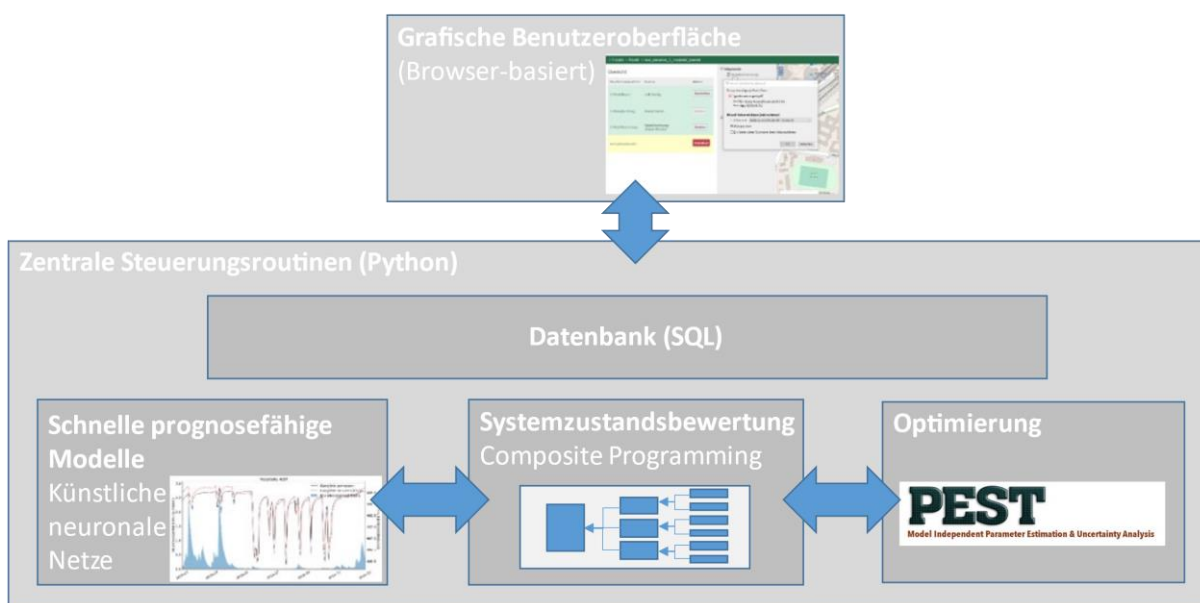 Grafische Benutzeroberfläche
(Browser-basiert)
Zentrale Steuerungsroutinen (Python)
Datenbank (SQL)
Schnelle prognosefähige
Modelle
Künstliche
neuronale
Netze
Systemzustandsbewertung
Composite Programming
Optimierung
PEST
Model Independent Parameter Estimation & Uncertainty Analysis